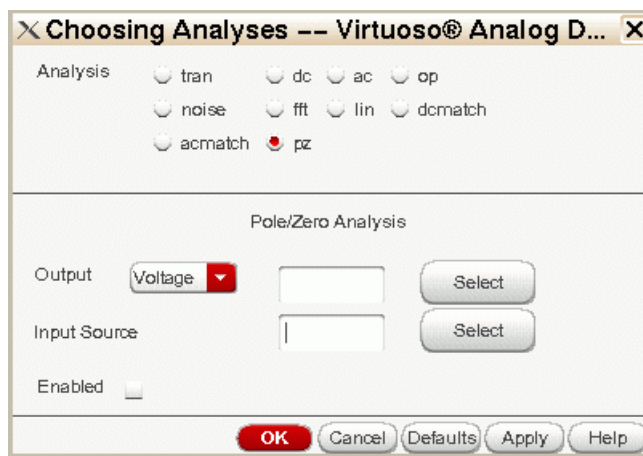 Choosing Analyses -- Virtuoso® Analog D...
Analysis tran dc ac op
noise fft lin dcmatch
acmatch pz
Pole/Zero Analysis
Output Voltage Select
Input Source Select
Enabled
OK Cancel Defaults Apply Help